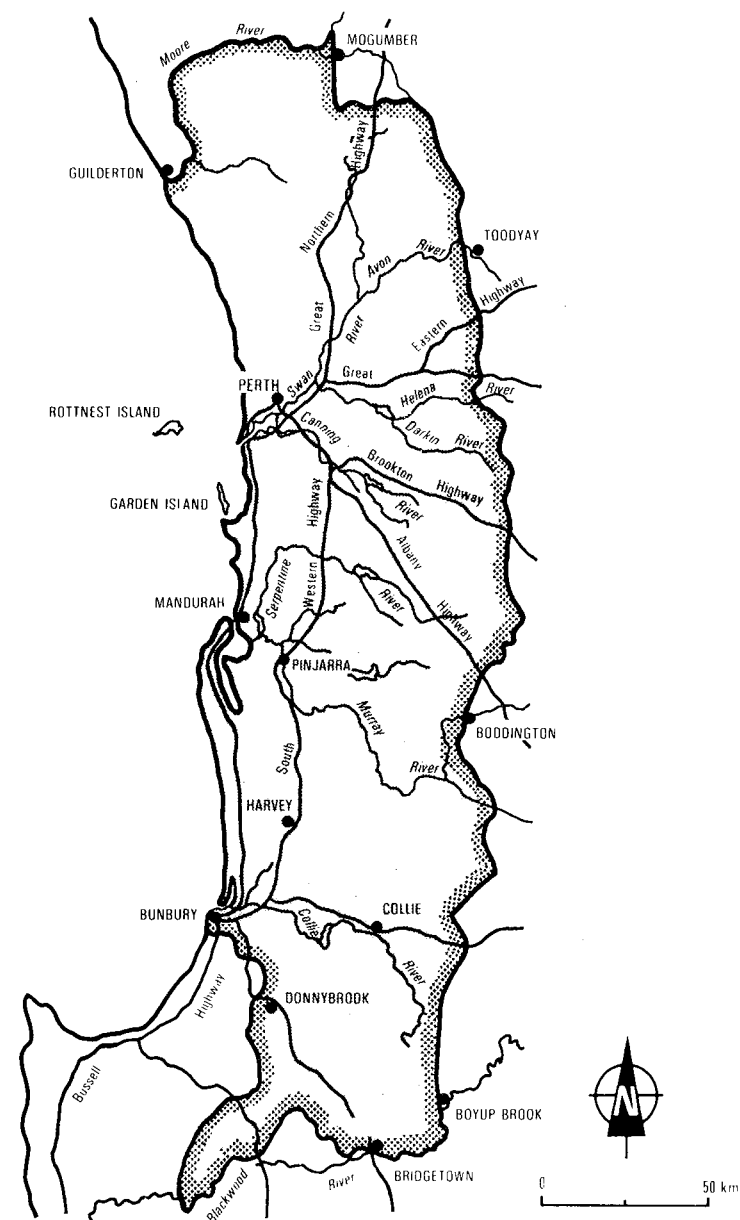 MOGUMBER
Moore River
GUILDERTON
Great Northern Highway
TOODYAY
Avon River
Great Eastern Highway
Swan River
PERTH
Helena River
ROTTNEST ISLAND
Canning River
Darkin River
Brookton Highway
GARDEN ISLAND
South Western Highway
Albany Highway
Serpentine River
MANDURAH
PINJARRA
Murray River
BODDINGTON
HARVEY
BUNBURY
Collie River
COLLIE
Bussell Highway
DONNYBROOK
N
BOYUP BROOK
BRIDGETOWN
Blackwood River
0 50 km